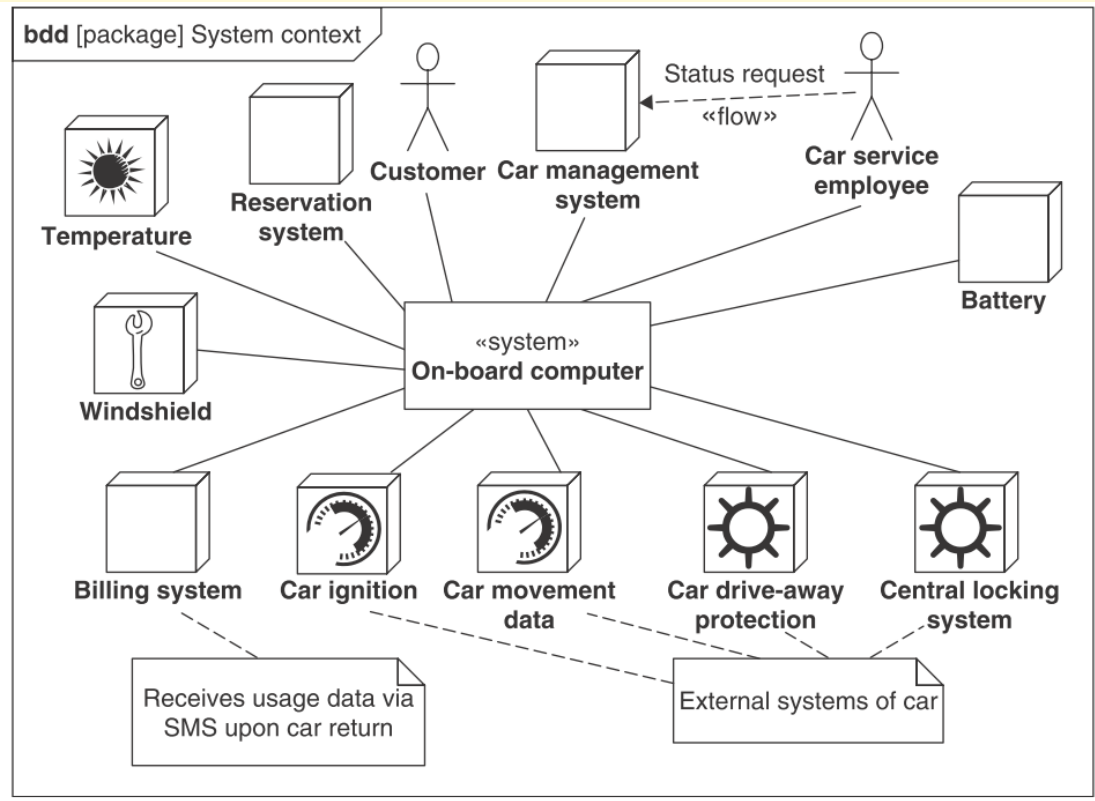 bdd [package] System context
Status request
«flow»
Customer
Car management
system
Car service
employee
Reservation
system
Temperature
Battery
«system»
On-board computer
Windshield
Billing system
Car ignition
Car movement
data
Car drive-away
protection
Central locking
system
Receives usage data via
SMS upon car return
External systems of car